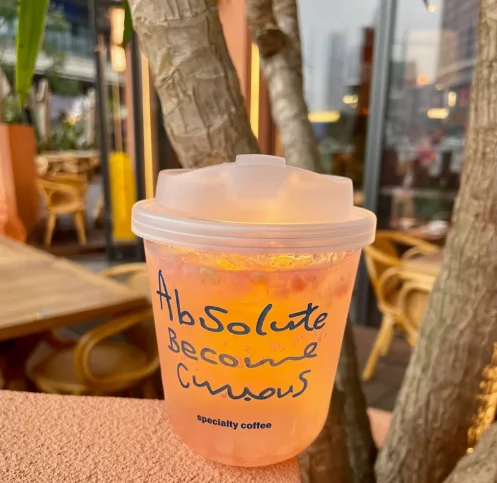 Absolute
Become
Curious
specialty coffee